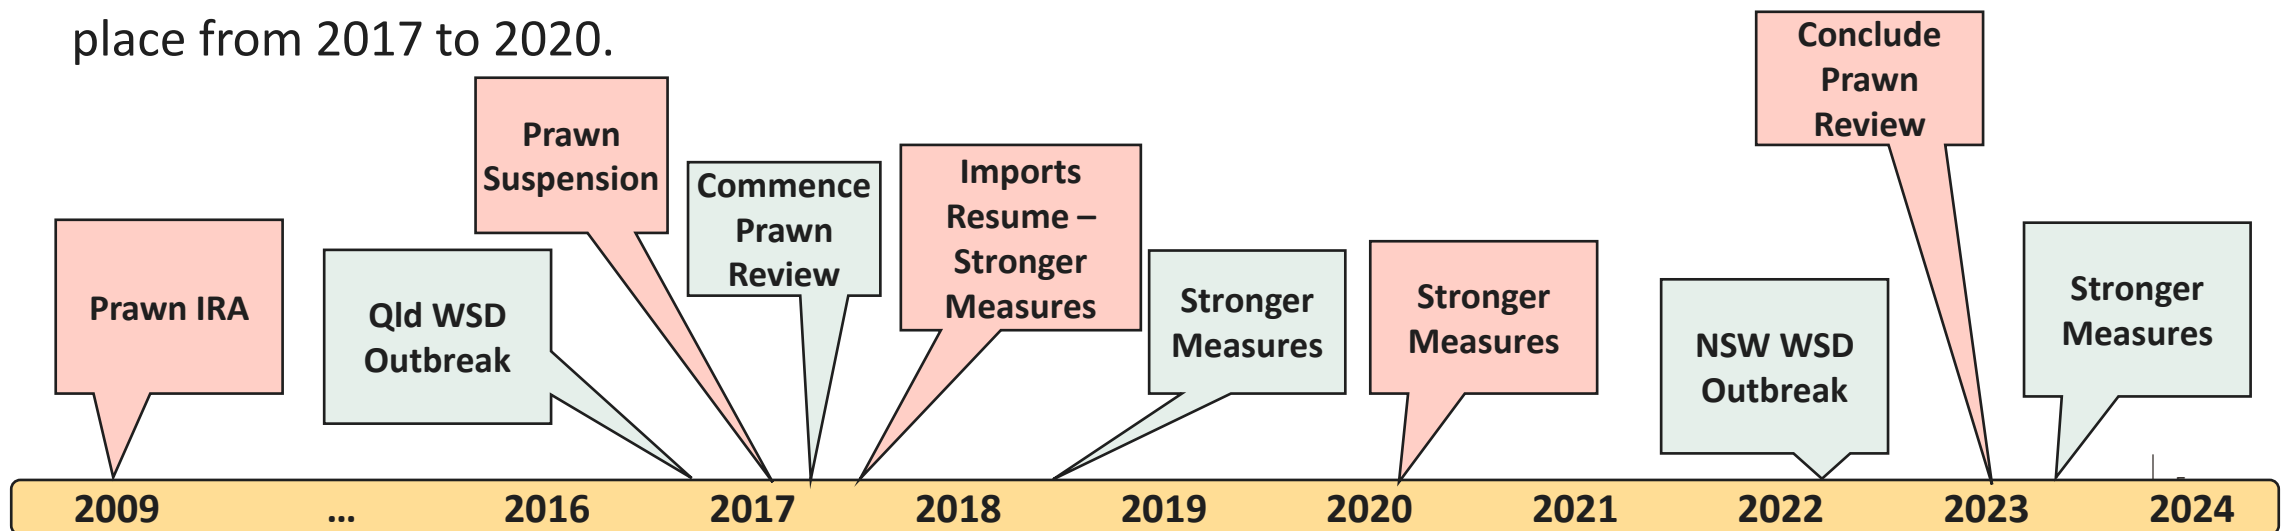 place from 2017 to 2020.
Prawn IRA
Qld WSD
Outbreak
Prawn
Suspension
Commence
Prawn
Review
Imports
Resume –
Stronger
Measures
Stronger
Measures
Stronger
Measures
NSW WSD
Outbreak
Conclude
Prawn
Review
Stronger
Measures
2009 ... 2016 2017 2018 2019 2020 2021 2022 2023 2024